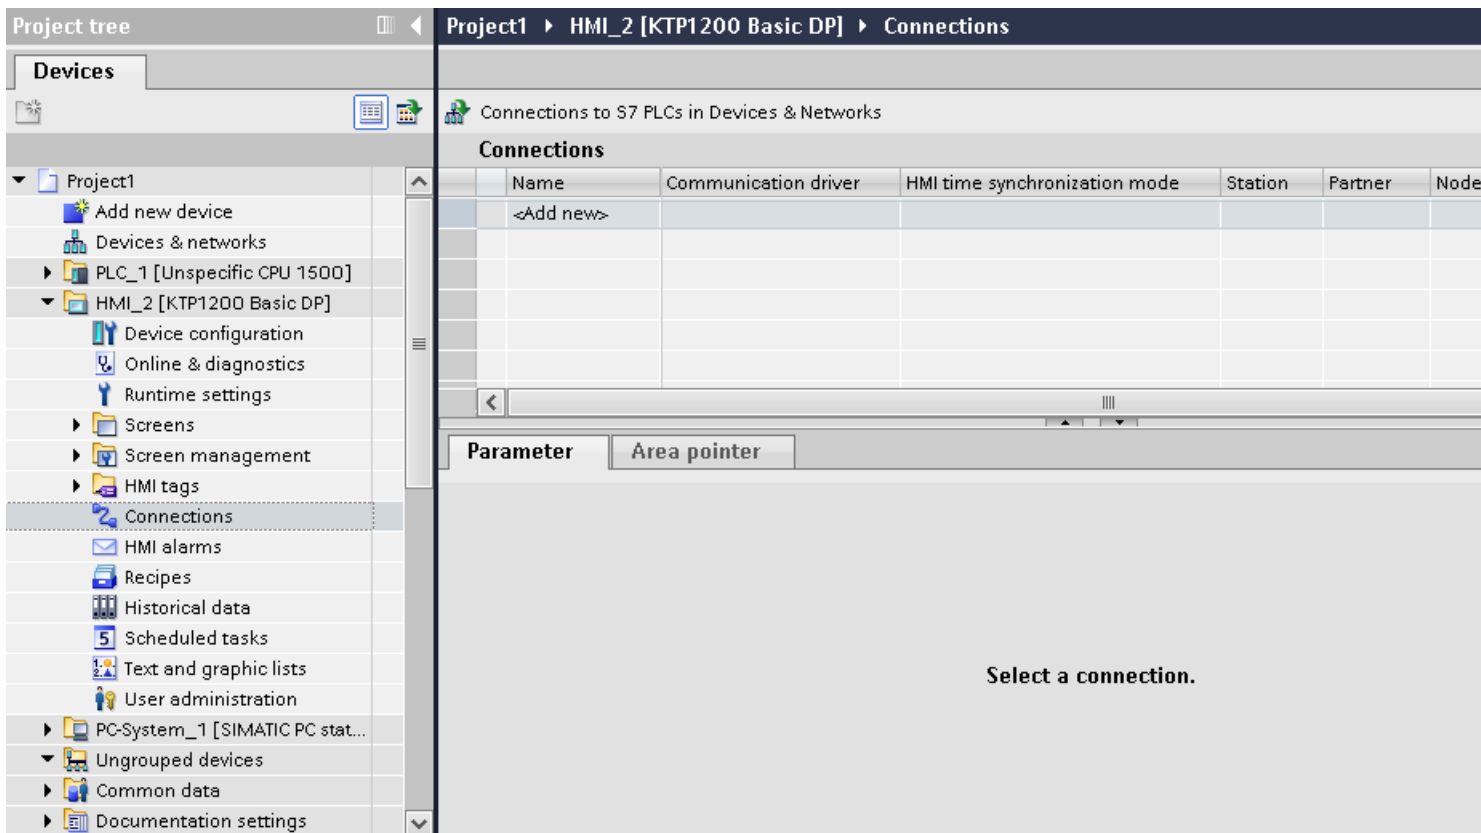 Project tree
Project1 HMI_2 [KTP1200 Basic DP] Connections
Devices
Connections to S7 PLCs in Devices & Networks
Connections
Name Communication driver HMI time synchronization mode Station Partner Node
<Add new>
Project1
Add new device
Devices & networks
PLC_1 [Unspecific CPU 1500]
HMI_2 [KTP1200 Basic DP]
Device configuration
Online & diagnostics
Runtime settings
Screens
Screen management
HMI tags
Connections
HMI alarms
Recipes
Historical data
Scheduled tasks
Text and graphic lists
User administration
PC-System_1 [SIMATIC PC stat...
Ungrouped devices
Common data
Documentation settings
Parameter Area pointer
Select a connection.